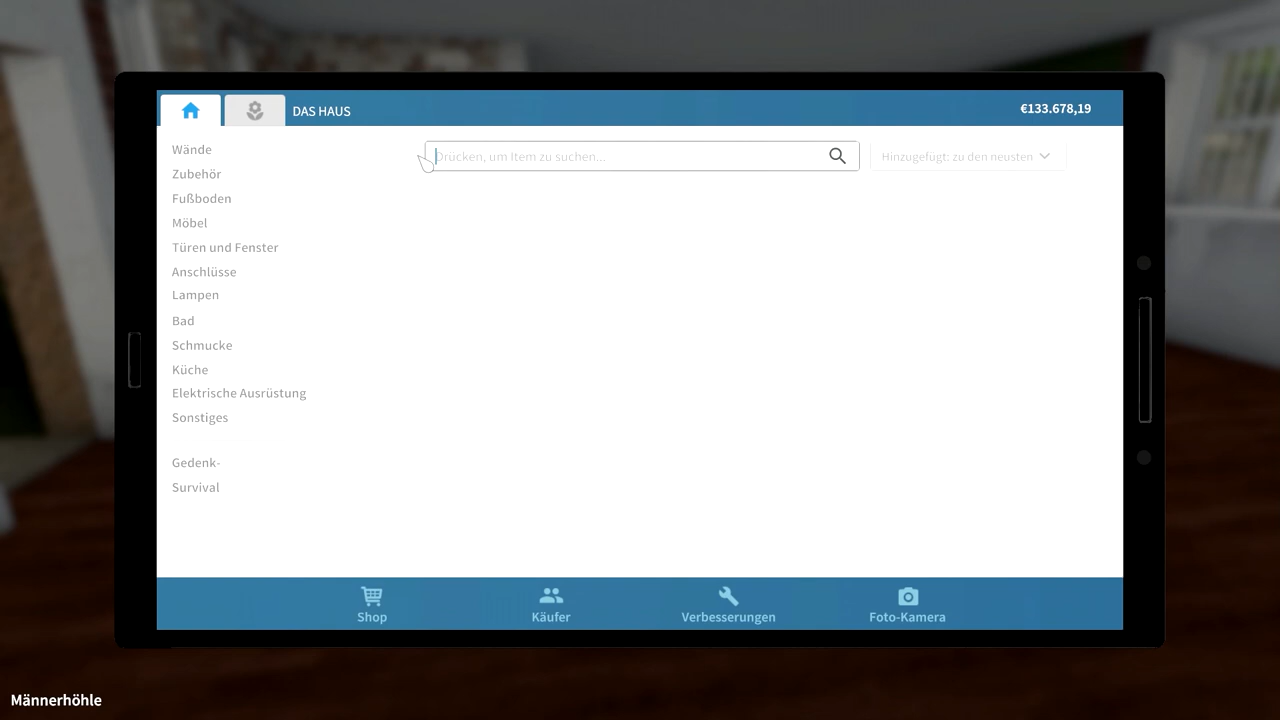 DAS HAUS
€133.678,19
Wände
Zubehör
Fußboden
Möbel
Türen und Fenster
Anschlüsse
Lampen
Bad
Schmucke
Küche
Elektrische Ausrüstung
Sonstiges
Gedenk-
Survival
Drücken, um Item zu suchen...
Hinzugefügt: zu den neusten
Shop
Käufer
Verbesserungen
Foto-Kamera
Männerhöhle